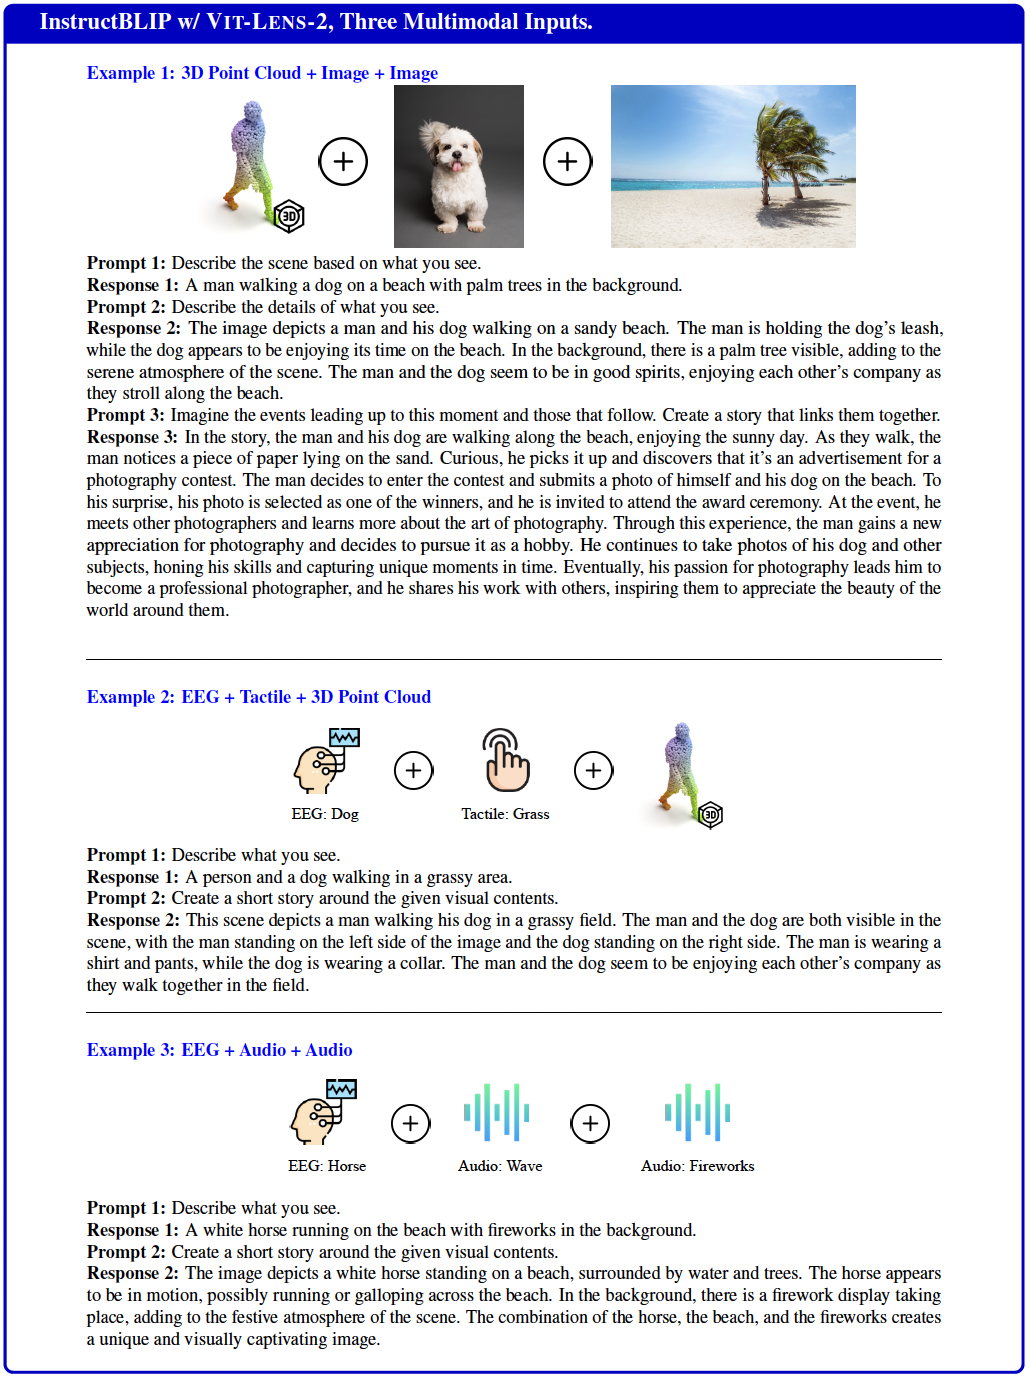 InstructBLIP w/ VIT-LENS-2, Three Multimodal Inputs.
Example 1: 3D Point Cloud + Image + Image
3D
Prompt 1: Describe the scene based on what you see.
Response 1: A man walking a dog on a beach with palm trees in the background.
Prompt 2: Describe the details of what you see.
Response 2: The image depicts a man and his dog walking on a sandy beach. The man is holding the dog's leash,
while the dog appears to be enjoying its time on the beach. In the background, there is a palm tree visible, adding to the
serene atmosphere of the scene. The man and the dog seem to be in good spirits, enjoying each other's company as
they stroll along the beach.
Prompt 3: Imagine the events leading up to this moment and those that follow. Create a story that links them together.
Response 3: In the story, the man and his dog are walking along the beach, enjoying the sunny day. As they walk, the
man notices a piece of paper lying on the sand. Curious, he picks it up and discovers that it's an advertisement for a
photography contest. The man decides to enter the contest and submits a photo of himself and his dog on the beach. To
his surprise, his photo is selected as one of the winners, and he is invited to attend the award ceremony. At the event, he
meets other photographers and learns more about the art of photography. Through this experience, the man gains a new
appreciation for photography and decides to pursue it as a hobby. He continues to take photos of his dog and other
subjects, honing his skills and capturing unique moments in time. Eventually, his passion for photography leads him to
become a professional photographer, and he shares his work with others, inspiring them to appreciate the beauty of the
world around them.
Example 2: EEG + Tactile + 3D Point Cloud
3D
EEG: Dog
Tactile: Grass
Prompt 1: Describe what you see.
Response 1: A person and a dog walking in a grassy area.
Prompt 2: Create a short story around the given visual contents.
Response 2: This scene depicts a man walking his dog in a grassy field. The man and the dog are both visible in the
scene, with the man standing on the left side of the image and the dog standing on the right side. The man is wearing a
shirt and pants, while the dog is wearing a collar. The man and the dog seem to be enjoying each other's company as
they walk together in the field.
Example 3: EEG + Audio + Audio
EEG: Horse
Audio: Wave
Audio: Fireworks
Prompt 1: Describe what you see.
Response 1: A white horse running on the beach with fireworks in the background.
Prompt 2: Create a short story around the given visual contents.
Response 2: The image depicts a white horse standing on a beach, surrounded by water and trees. The horse appears
to be in motion, possibly running or galloping across the beach. In the background, there is a firework display taking
place, adding to the festive atmosphere of the scene. The combination of the horse, the beach, and the fireworks creates
a unique and visually captivating image.